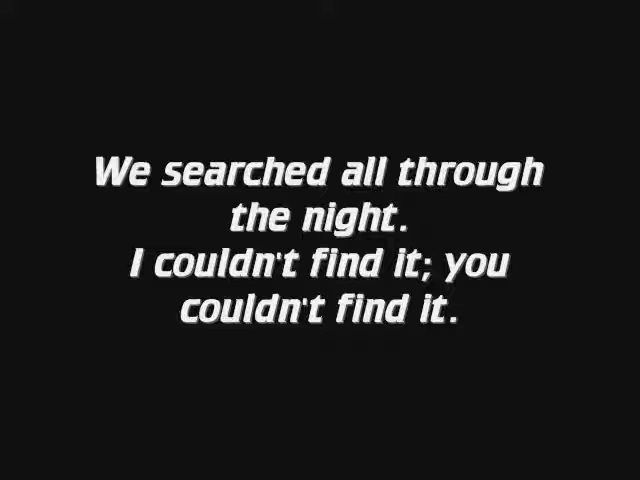 We searched all through
the night.
I couldn't find it; you
couldn't find it.